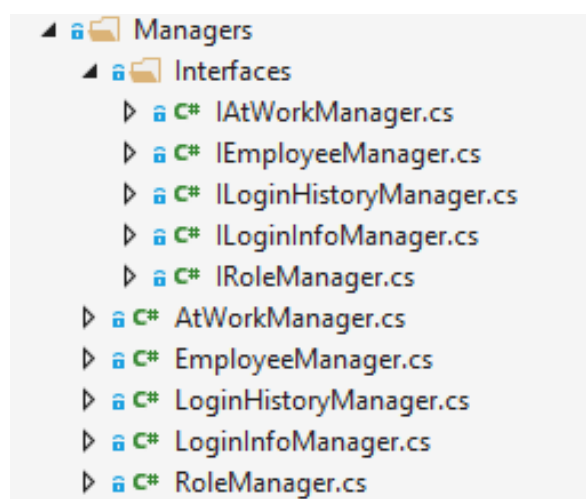 Managers
Interfaces
C# IAtWorkManager.cs
C# IEmployeeManager.cs
C# ILoginHistoryManager.cs
C# ILoginInfoManager.cs
C# IRoleManager.cs
C# AtWorkManager.cs
C# EmployeeManager.cs
C# LoginHistoryManager.cs
C# LoginInfoManager.cs
C# RoleManager.cs